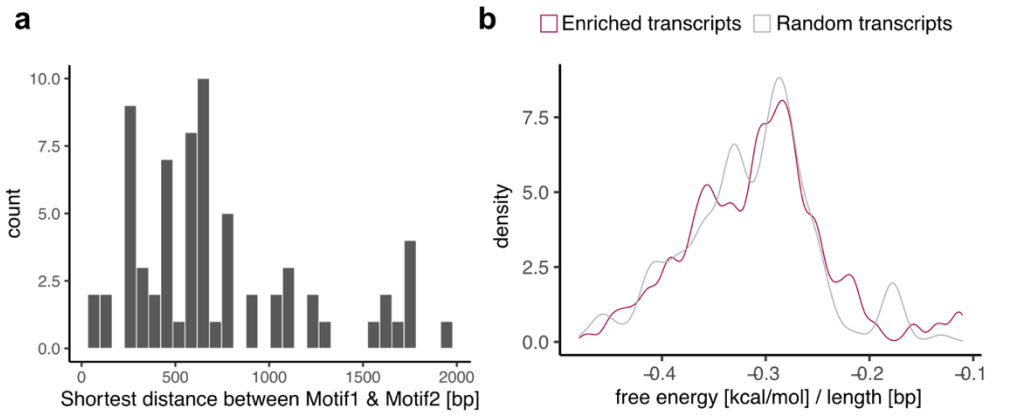 a
10.0
7.5
5.0
2.5
0.0
count
0
500
1000
1500
2000
Shortest distance between Motif1 & Motif2 [bp]
b
Enriched transcripts
Random transcripts
7.5
5.0
2.5
0.0
density
−0.4
−0.3
−0.2
−0.1
free energy [kcal/mol] / length [bp]